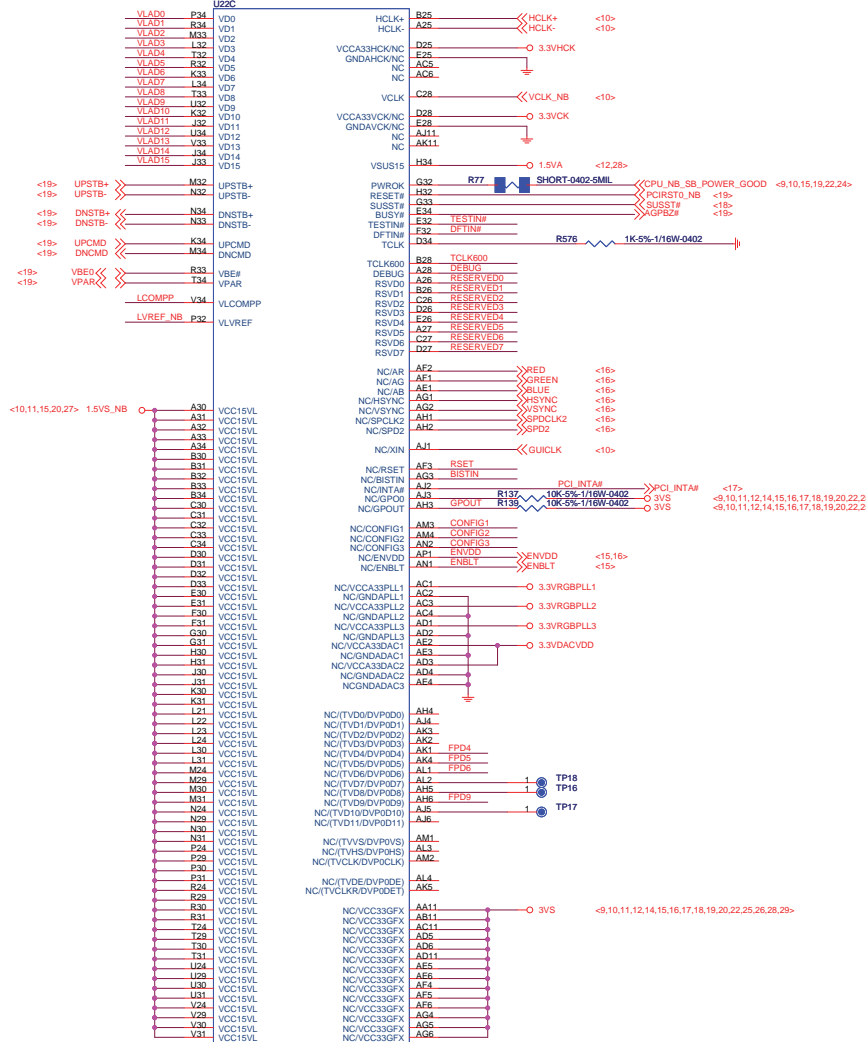 U22C
VLAD0 P34 VD0
VLAD1 R34 VD1
VLAD2 M33 VD2
VLAD3 L32 VD3
VLAD4 T32 VD4
VLAD5 R32 VD5
VLAD6 K33 VD6
VLAD7 L34 VD7
VLAD8 T33 VD8
VLAD9 U32 VD9
VLAD10 K32 VD10
VLAD11 J32 VD11
VLAD12 U34 VD12
VLAD13 V33 VD13
VLAD14 J34 VD14
VLAD15 J33 VD15
<19> UPSTB+ M32 UPSTB+
<19> UPSTB- N32 UPSTB-
<19> DNSTB+ N34 DNSTB+
<19> DNSTB- N33 DNSTB-
<19> UPCMD K34 UPCMD
<19> DNCMD M34 DNCMD
<19> VBE0 R33 VBE#
<19> VPAR T34 VPAR
LCOMPP V34 VLCOMPP
LVREF_NB P32 VLVREF
<10,11,15,20,27> 1.5VS_NB A30 VCC15VL
A31 VCC15VL
A32 VCC15VL
A33 VCC15VL
A34 VCC15VL
B30 VCC15VL
B31 VCC15VL
B32 VCC15VL
B33 VCC15VL
B34 VCC15VL
C30 VCC15VL
C31 VCC15VL
C32 VCC15VL
C33 VCC15VL
C34 VCC15VL
D30 VCC15VL
D31 VCC15VL
D32 VCC15VL
D33 VCC15VL
E30 VCC15VL
E31 VCC15VL
F30 VCC15VL
F31 VCC15VL
G30 VCC15VL
G31 VCC15VL
H30 VCC15VL
H31 VCC15VL
J30 VCC15VL
J31 VCC15VL
K30 VCC15VL
K31 VCC15VL
L21 VCC15VL
L22 VCC15VL
L23 VCC15VL
L24 VCC15VL
L30 VCC15VL
L31 VCC15VL
M24 VCC15VL
M29 VCC15VL
M30 VCC15VL
M31 VCC15VL
N24 VCC15VL
N29 VCC15VL
N30 VCC15VL
N31 VCC15VL
P24 VCC15VL
P29 VCC15VL
P30 VCC15VL
P31 VCC15VL
R24 VCC15VL
R29 VCC15VL
R30 VCC15VL
R31 VCC15VL
T24 VCC15VL
T29 VCC15VL
T30 VCC15VL
T31 VCC15VL
U24 VCC15VL
U29 VCC15VL
U30 VCC15VL
U31 VCC15VL
V24 VCC15VL
V29 VCC15VL
V30 VCC15VL
V31 VCC15VL
HCLK+ B25 HCLK+ <10>
HCLK- A25 HCLK- <10>
VCCA33HCK/NC D25 3.3VHCK
GNDAHCK/NC E25
NC AC5
NC AC6
VCLK C28 VCLK_NB <10>
VCCA33VCK/NC D28 3.3VCK
GNDAVCK/NC E28
NC AJ11
NC AK11
VSUS15 H34 1.5VA <12,28>
PWROK G32 R77 SHORT-0402-5MIL CPU_NB_SB_POWER_GOOD <9,10,15,19,22,24>
RESET# H32 PCIRST0_NB <19>
SUSST# G33 SUSST# <18>
BUSY# E34 AGPBZ# <19>
TESTIN# E32 TESTIN#
DFTIN# F32 DFTIN#
TCLK D34 R576 1K-5%-1/16W-0402
TCLK600 B28 TCLK600
DEBUG A28 DEBUG
RSVD0 A26 RESERVED0
RSVD1 B26 RESERVED1
RSVD2 C26 RESERVED2
RSVD3 D26 RESERVED3
RSVD4 E26 RESERVED4
RSVD5 A27 RESERVED5
RSVD6 C27 RESERVED6
RSVD7 D27 RESERVED7
NC/AR AF2 RED <16>
NC/AG AF1 GREEN <16>
NC/AB AE1 BLUE <16>
NC/HSYNC AG1 HSYNC <16>
NC/VSYNC AG2 VSYNC <16>
NC/SPCLK2 AH1 SPDCLK2 <16>
NC/SPD2 AH2 SPD2 <16>
NC/XIN AJ1 GUICLK <10>
NC/RSET AF3 RSET
NC/BISTIN AG3 BISTIN
NC/INTA# AJ2 PCI_INTA# PCI_INTA# <17>
NC/GPO0 AJ3 R137 10K-5%-1/16W-0402 3VS <9,10,11,12,14,15,16,17,18,19,20,22,2
NC/GPOUT AH3 GPOUT R139 10K-5%-1/16W-0402 3VS <9,10,11,12,14,15,16,17,18,19,20,22,2
NC/CONFIG1 AM3 CONFIG1
NC/CONFIG2 AM4 CONFIG2
NC/CONFIG3 AN2 CONFIG3
NC/ENVDD AP1 ENVDD ENVDD <15,16>
NC/ENBLT AN1 ENBLT ENBLT <15>
NC/VCCA33PLL1 AC1 3.3VRGBPLL1
NC/GNDAPLL1 AC2
NC/VCCA33PLL2 AC3 3.3VRGBPLL2
NC/GNDAPLL2 AC4
NC/VCCA33PLL3 AD1 3.3VRGBPLL3
NC/GNDAPLL3 AD2
NC/VCCA33DAC1 AE2 3.3VDACVDD
NC/GNDADAC1 AE3
NC/VCCA33DAC2 AD3
NC/GNDADAC2 AD4
NCGNDADAC3 AE4
NC/(TVD0/DVP0D0) AH4
NC/(TVD1/DVP0D1) AJ4
NC/(TVD2/DVP0D2) AK3
NC/(TVD3/DVP0D3) AK2
NC/(TVD4/DVP0D4) AK1 FPD4
NC/(TVD5/DVP0D5) AK4 FPD5
NC/(TVD6/DVP0D6) AL1 FPD6
NC/(TVD7/DVP0D7) AL2 1 TP18
NC/(TVD8/DVP0D8) AH5 1 TP16
NC/(TVD9/DVP0D9) AH6 FPD9
NC/(TVD10/DVP0D10) AJ5 1 TP17
NC/(TVD11/DVP0D11) AJ6
NC/(TVVS/DVP0VS) AM1
NC/(TVHS/DVP0HS) AL3
NC/(TVCLK/DVP0CLK) AM2
NC/(TVDE/DVP0DE) AL4
NC/(TVCLKR/DVP0DET) AK5
NC/VCC33GFX AA11 3VS <9,10,11,12,14,15,16,17,18,19,20,22,25,26,28,29>
NC/VCC33GFX AB11
NC/VCC33GFX AC11
NC/VCC33GFX AD5
NC/VCC33GFX AD6
NC/VCC33GFX AD11
NC/VCC33GFX AE5
NC/VCC33GFX AE6
NC/VCC33GFX AF4
NC/VCC33GFX AF5
NC/VCC33GFX AF6
NC/VCC33GFX AG4
NC/VCC33GFX AG5
NC/VCC33GFX AG6